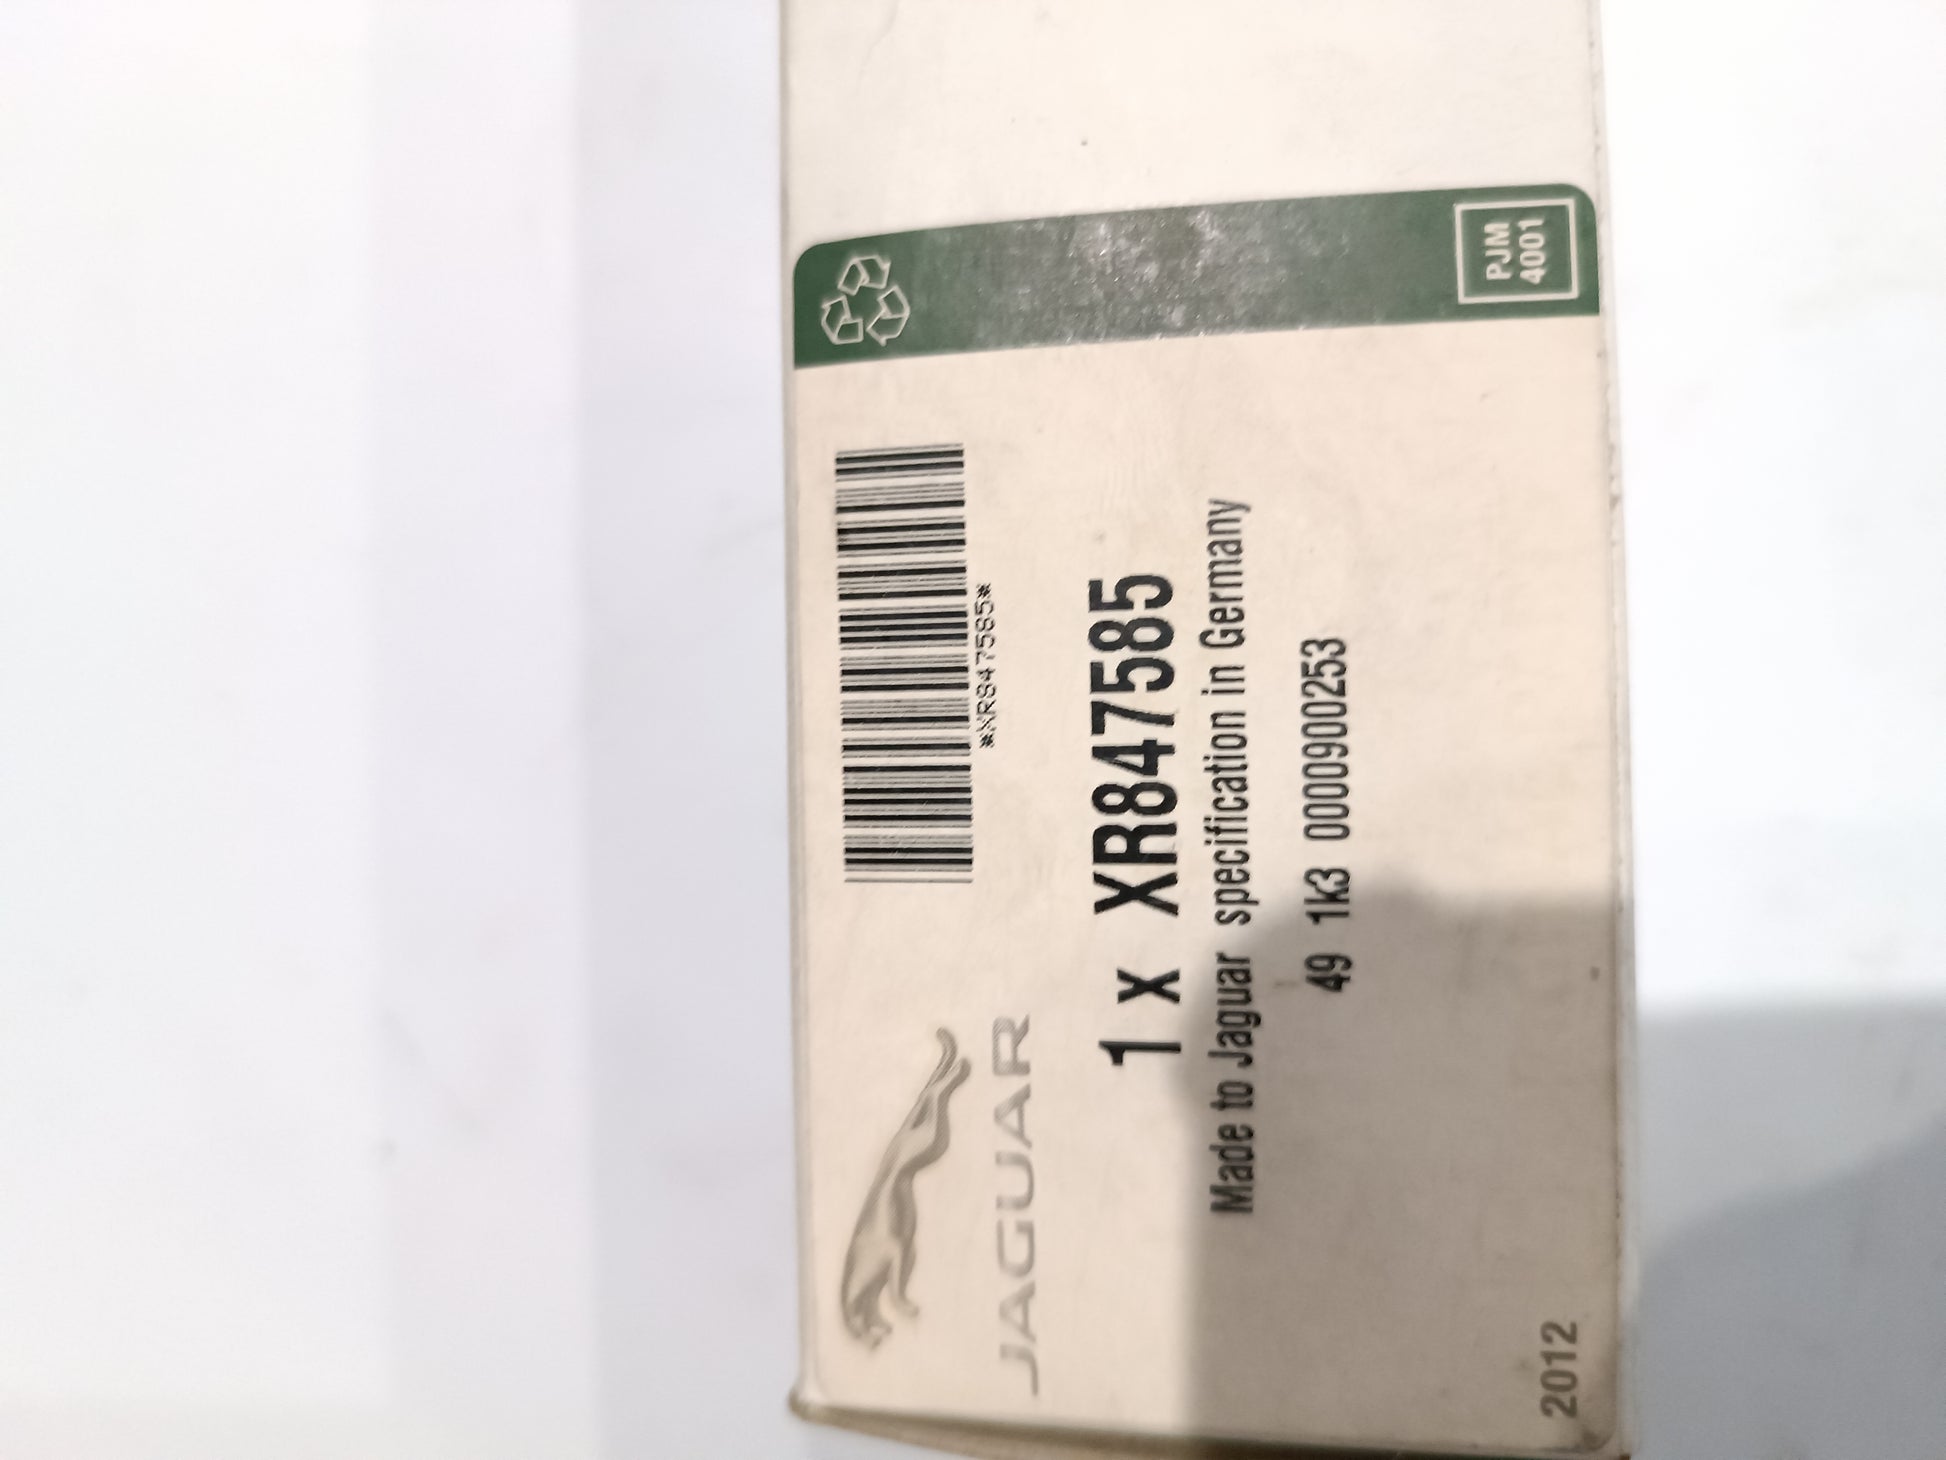 JAGUAR
*XR847585*
1 x XR847585
Made to Jaguar specification in Germany
49 1k3 0000900253
2012
PJM
4001